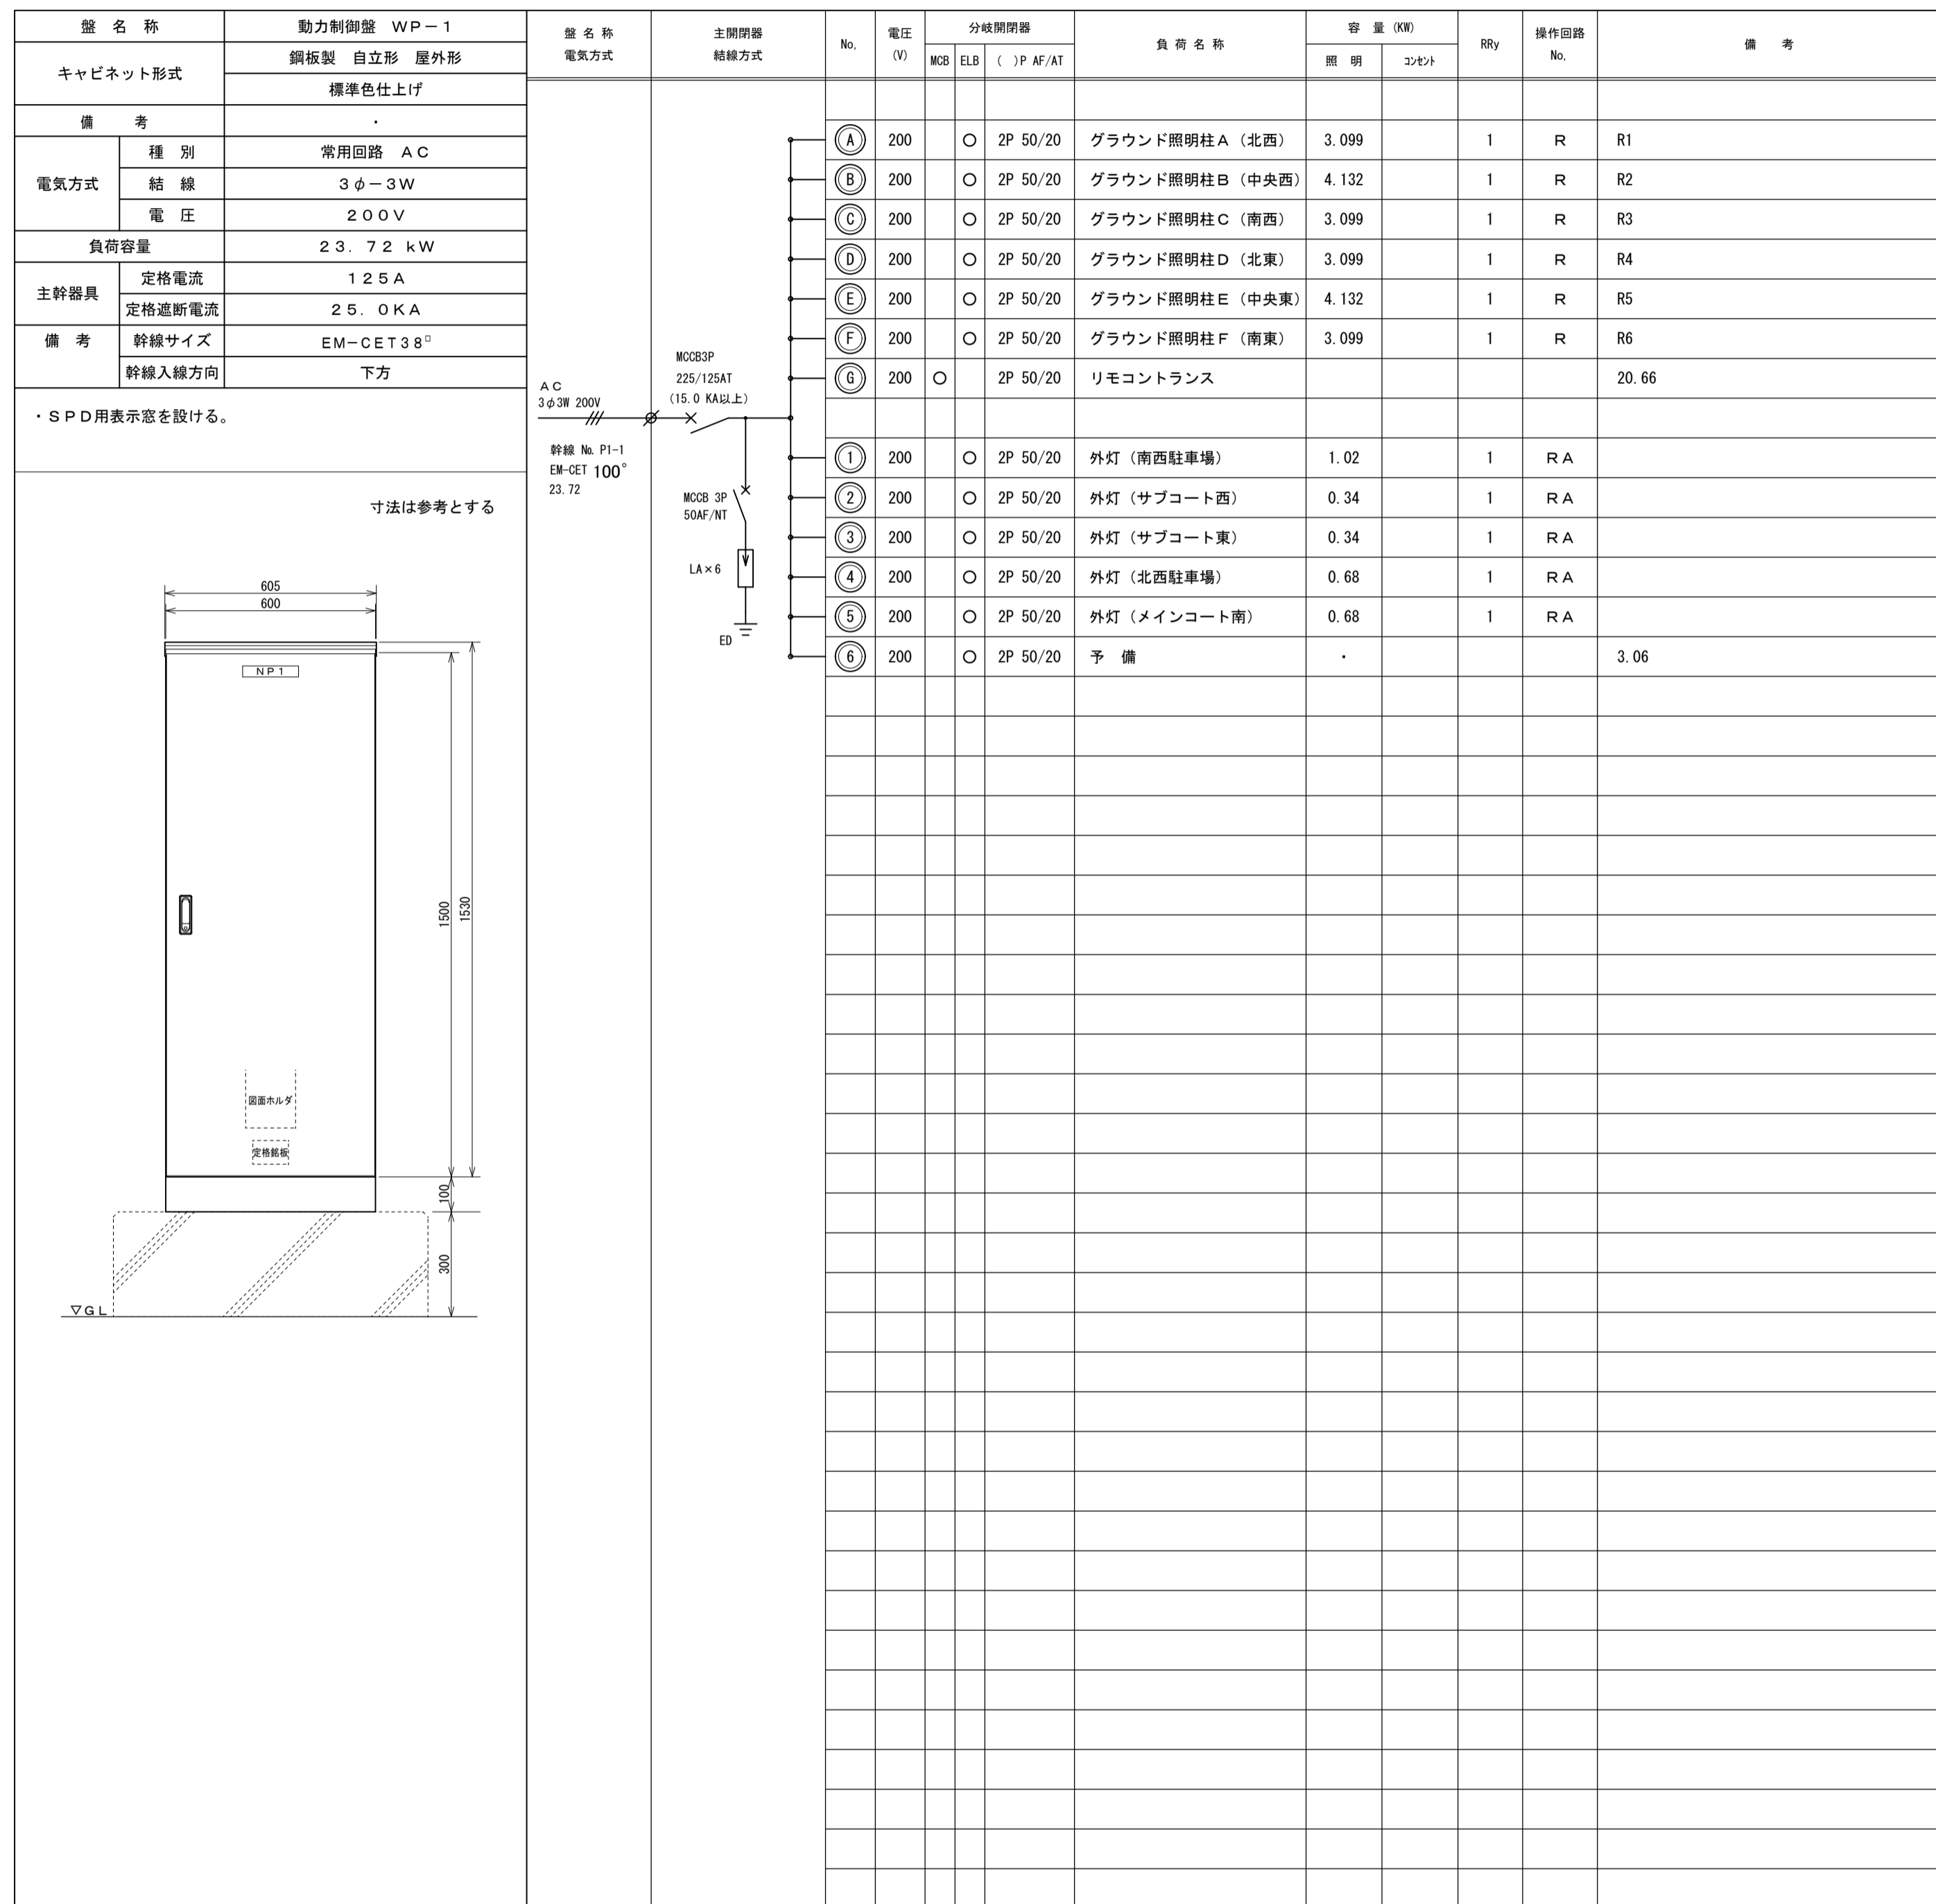 盤 名 称 動力制御盤 WP－1
キャビネット形式 鋼板製 自立形 屋外形
標準色仕上げ
備 考 ・
電気方式 種 別 常用回路 AC
結 線 3φ－3W
電 圧 200V
負荷容量 23.72 kW
主幹器具 定格電流 125A
定格遮断電流 25.0KA
備 考 幹線サイズ EM－CET38□
幹線入線方向 下方
・SPD用表示窓を設ける。
寸法は参考とする
605
600
NP1
1500
1530
図面ホルダ
定格銘板
100
300
▽GL
盤 名 称
電気方式
主開閉器
結線方式
AC
3φ3W 200V
幹線 No. P1-1
EM-CET 100°
23.72
MCCB3P
225/125AT
(15.0 KA以上)
MCCB 3P
50AF/NT
LA×6
ED
No. 電圧(V) 分岐開閉器 負 荷 名 称 容 量 (KW) RRy 操作回路No. 備 考
MCB ELB ( )P AF/AT 照 明 コンセント
A 200 ○ 2P 50/20 グラウンド照明柱A（北西） 3.099 1 R R1
B 200 ○ 2P 50/20 グラウンド照明柱B（中央西） 4.132 1 R R2
C 200 ○ 2P 50/20 グラウンド照明柱C（南西） 3.099 1 R R3
D 200 ○ 2P 50/20 グラウンド照明柱D（北東） 3.099 1 R R4
E 200 ○ 2P 50/20 グラウンド照明柱E（中央東） 4.132 1 R R5
F 200 ○ 2P 50/20 グラウンド照明柱F（南東） 3.099 1 R R6
G 200 ○ 2P 50/20 リモコントランス 20.66
1 200 ○ 2P 50/20 外灯（南西駐車場） 1.02 1 RA
2 200 ○ 2P 50/20 外灯（サブコート西） 0.34 1 RA
3 200 ○ 2P 50/20 外灯（サブコート東） 0.34 1 RA
4 200 ○ 2P 50/20 外灯（北西駐車場） 0.68 1 RA
5 200 ○ 2P 50/20 外灯（メインコート南） 0.68 1 RA
6 200 ○ 2P 50/20 予 備 ・ 3.06